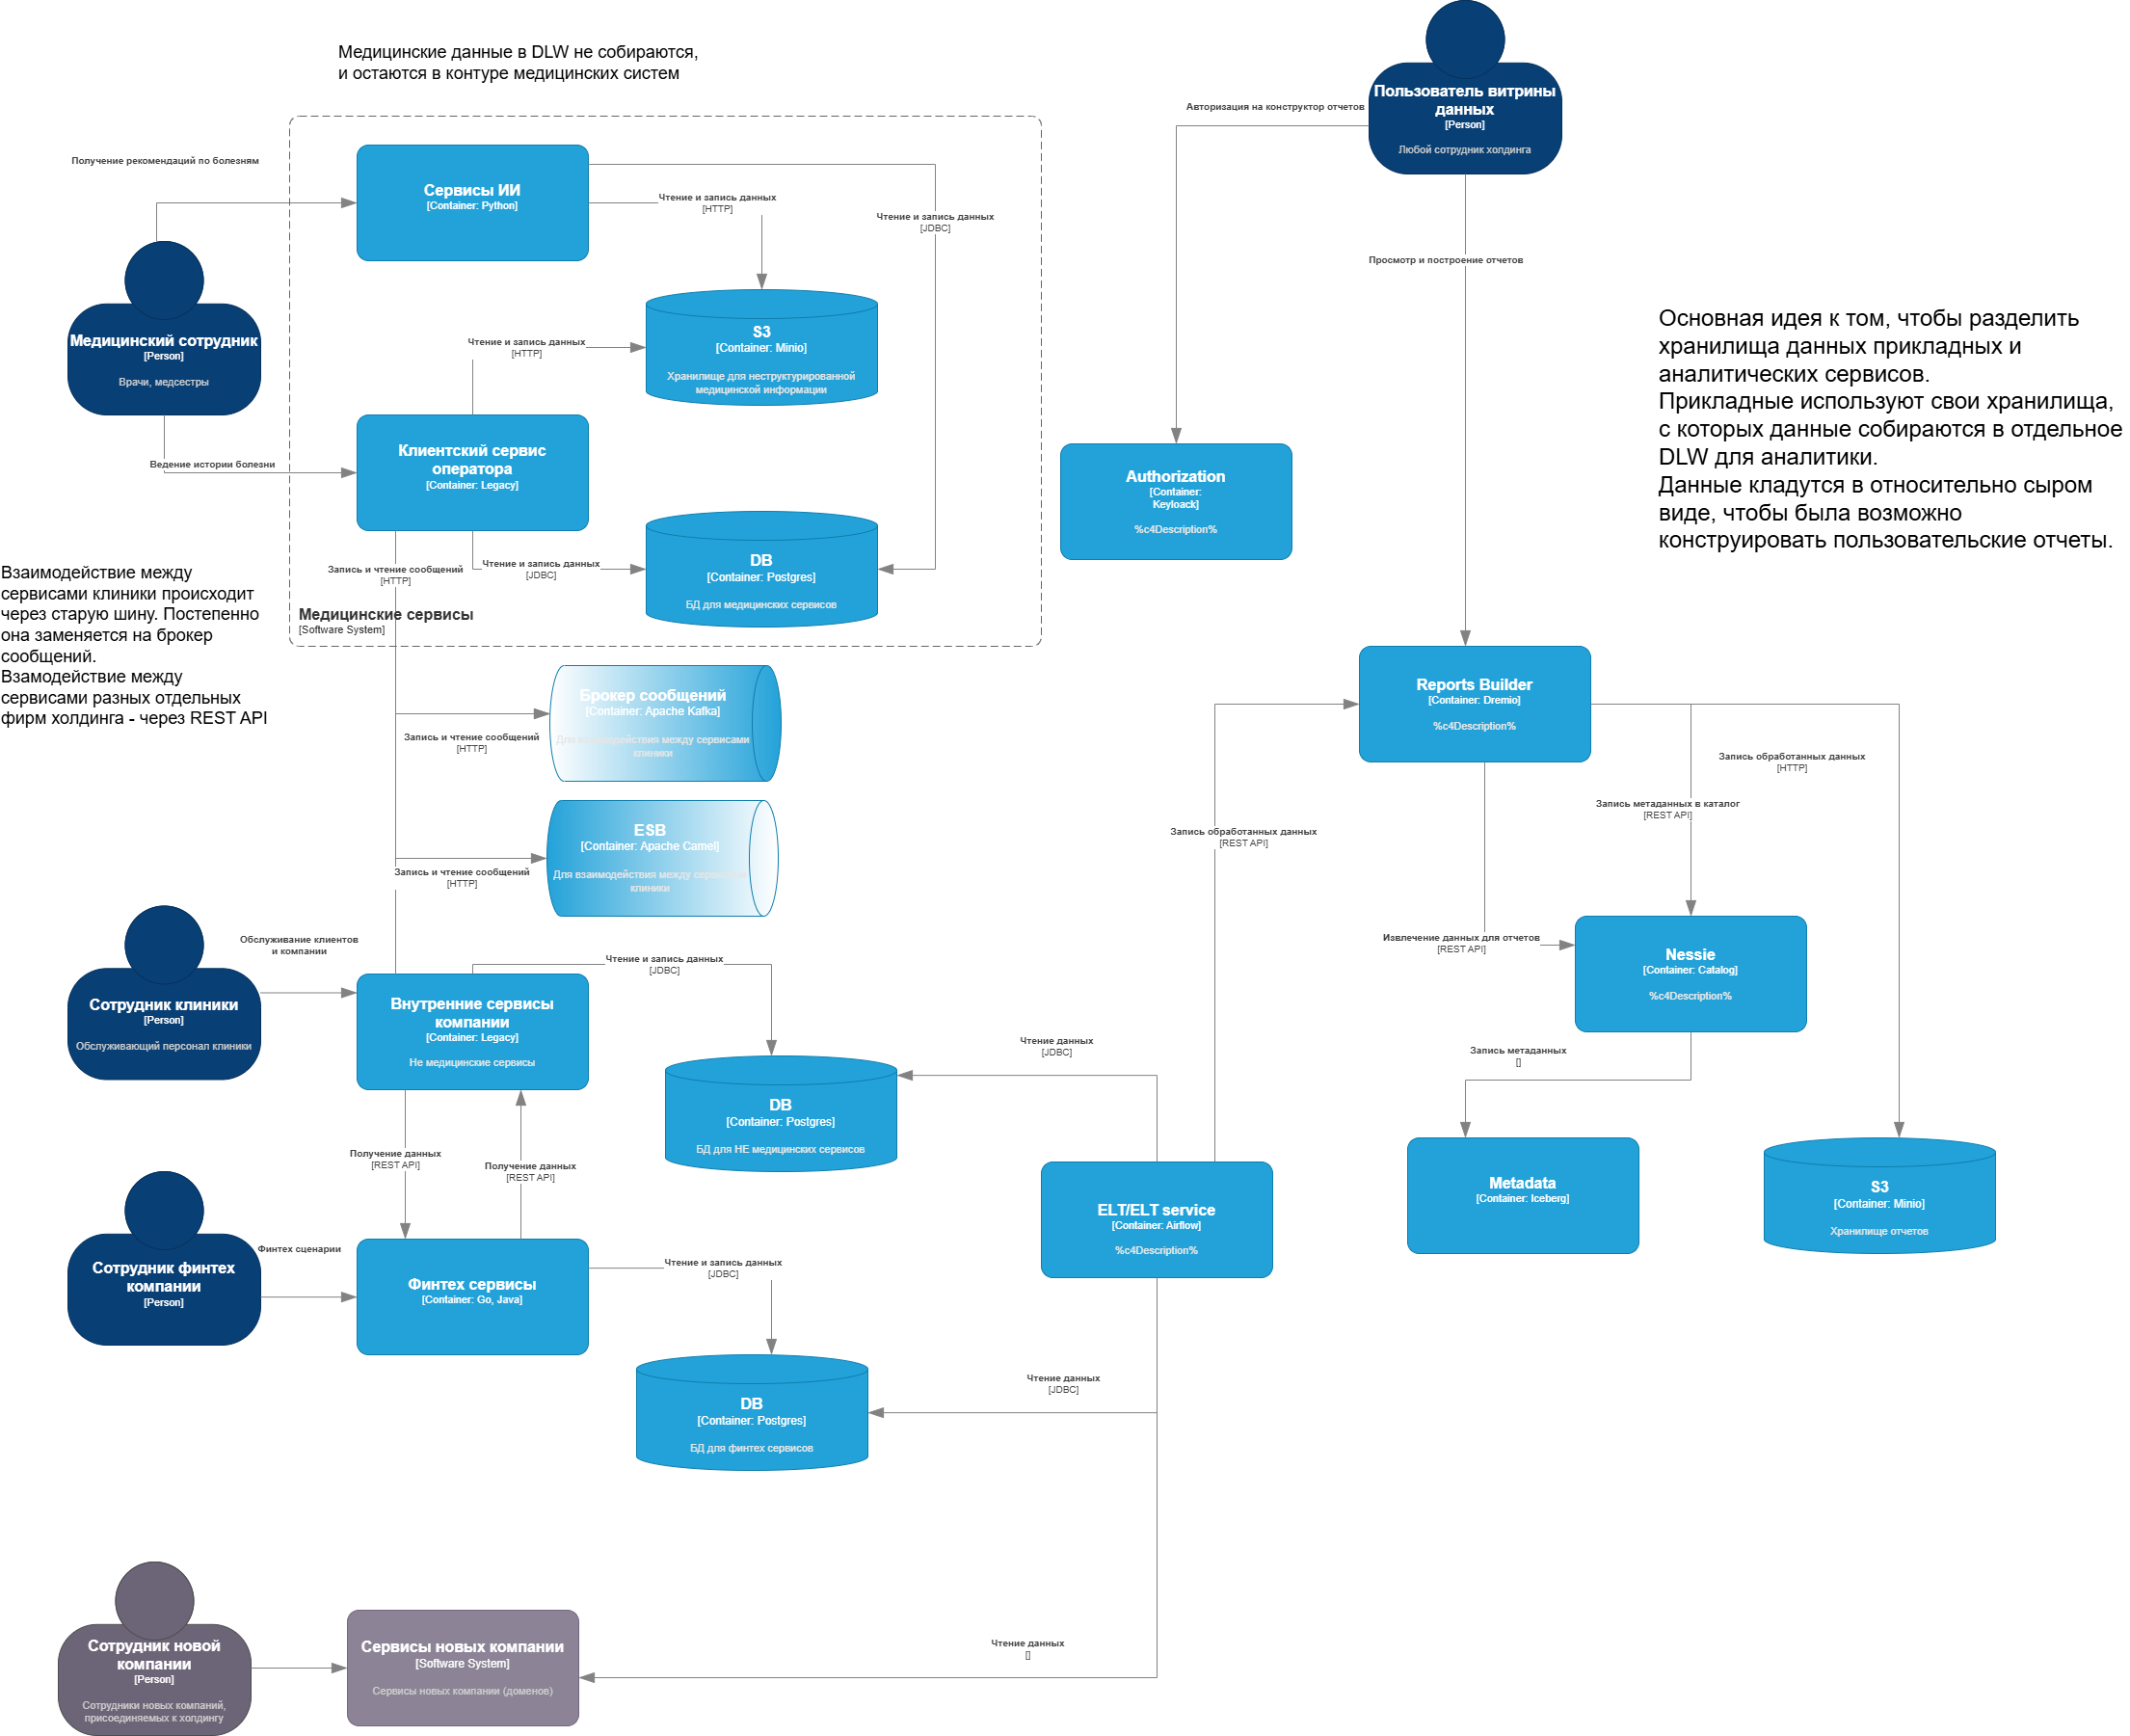 Медицинские данные в DLW не собираются,
и остаются в контуре медицинских систем
Пользователь витрины
данных
[Person]
Любой сотрудник холдинга
Авторизация на конструктор отчетов
Получение рекомендаций по болезням
Сервисы ИИ
[Container: Python]
Чтение и запись данных
[HTTP]
Чтение и запись данных
[JDBC]
Просмотр и построение отчетов
Медицинский сотрудник
[Person]
Врачи, медсестры
Чтение и запись данных
[HTTP]
S3
[Container: Minio]
Хранилище для неструктурированной
медицинской информации
Основная идея к том, чтобы разделить
хранилища данных прикладных и
аналитических сервисов.
Прикладные используют свои хранилища,
с которых данные собираются в отдельное
DLW для аналитики.
Данные кладутся в относительно сыром
виде, чтобы была возможно
конструировать пользовательские отчеты.
Ведение истории болезни
Клиентский сервис
оператора
[Container: Legacy]
Authorization
[Container:
Keyloack]
%c4Description%
Запись и чтение сообщений
[HTTP]
Чтение и запись данных
[JDBC]
DB
[Container: Postgres]
БД для медицинских сервисов
Медицинские сервисы
[Software System]
Взаимодействие между
сервисами клиники происходит
через старую шину. Постепенно
она заменяется на брокер
сообщений.
Взамодействие между
сервисами разных отдельных
фирм холдинга - через REST API
Брокер сообщений
[Container: Apache Kafka]
Для взаимодействия между сервисами
клиники
Запись и чтение сообщений
[HTTP]
Reports Builder
[Container: Dremio]
%c4Description%
Запись обработанных данных
[HTTP]
Запись метаданных в каталог
[REST API]
ESB
[Container: Apache Camel]
Для взаимодействия между сервисами
клиники
Запись и чтение сообщений
[HTTP]
Запись обработанных данных
[REST API]
Обслуживание клиентов
и компании
Сотрудник клиники
[Person]
Обслуживающий персонал клиники
Внутренние сервисы
компании
[Container: Legacy]
Не медицинские сервисы
Чтение и запись данных
[JDBC]
Извлечение данных для отчетов
[REST API]
Nessie
[Container: Catalog]
%c4Description%
Чтение данных
[JDBC]
Запись метаданных
[]
DB
[Container: Postgres]
БД для НЕ медицинских сервисов
Получение данных
[REST API]
Получение данных
[REST API]
ELT/ELT service
[Container: Airflow]
%c4Description%
Metadata
[Container: Iceberg]
S3
[Container: Minio]
Хранилище отчетов
Финтех сценарии
Сотрудник финтех
компании
[Person]
Финтех сервисы
[Container: Go, Java]
Чтение и запись данных
[JDBC]
Чтение данных
[JDBC]
DB
[Container: Postgres]
БД для финтех сервисов
Сотрудник новой
компании
[Person]
Сотрудники новых компаний,
присоединяемых к холдингу
Сервисы новых компании
[Software System]
Сервисы новых компании (доменов)
Чтение данных
[]